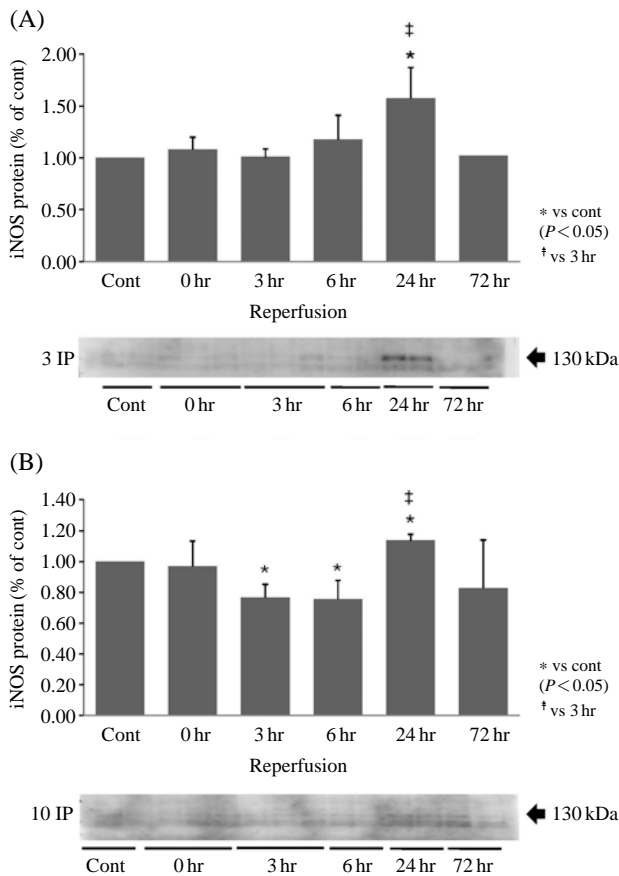 (A)
iNOS protein (% of cont)
2.00
1.50
1.00
0.50
0.00
‡
*
Cont 0 hr 3 hr 6 hr 24 hr 72 hr
Reperfusion
* vs cont
(P < 0.05)
‡ vs 3 hr
3 IP
130 kDa
Cont 0 hr 3 hr 6 hr 24 hr 72 hr
(B)
iNOS protein (% of cont)
1.40
1.20
1.00
0.80
0.60
0.40
0.20
0.00
* * ‡
*
Cont 0 hr 3 hr 6 hr 24 hr 72 hr
Reperfusion
* vs cont
(P < 0.05)
‡ vs 3 hr
10 IP
130 kDa
Cont 0 hr 3 hr 6 hr 24 hr 72 hr